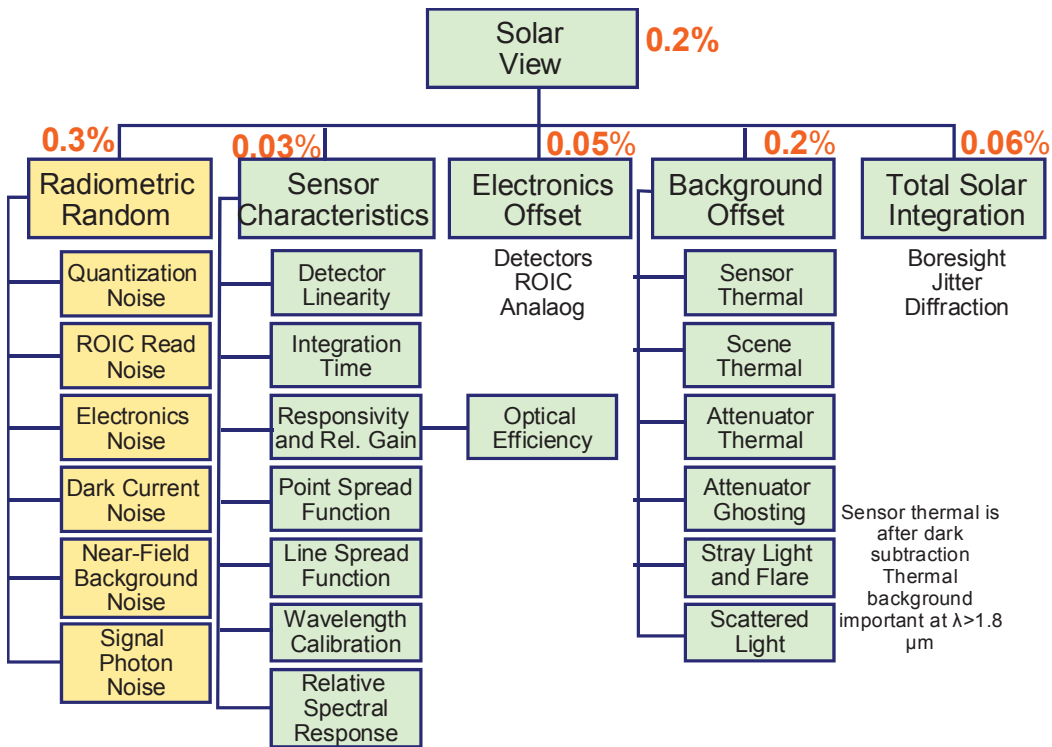 Solar
View
0.2%
0.3%
0.03%
0.05%
0.2%
0.06%
Radiometric
Random
Sensor
Characteristics
Electronics
Offset
Background
Offset
Total Solar
Integration
Quantization
Noise
ROIC Read
Noise
Electronics
Noise
Dark Current
Noise
Near-Field
Background
Noise
Signal
Photon
Noise
Detector
Linearity
Integration
Time
Responsivity
and Rel. Gain
Point Spread
Function
Line Spread
Function
Wavelength
Calibration
Relative
Spectral
Response
Detectors
ROIC
Analaog
Optical
Efficiency
Sensor
Thermal
Scene
Thermal
Attenuator
Thermal
Attenuator
Ghosting
Stray Light
and Flare
Scattered
Light
Boresight
Jitter
Diffraction
Sensor thermal is
after dark
subtraction
Thermal
background
important at λ>1.8
μm